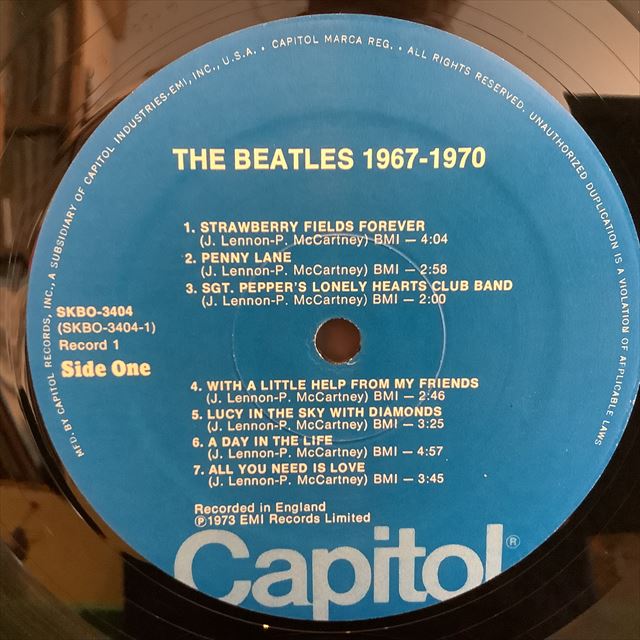 MFD. BY CAPITOL RECORDS, INC., A SUBSIDIARY OF CAPITOL INDUSTRIES-EMI, INC., U.S.A. • CAPITOL MARCA REG. • ALL RIGHTS RESERVED. UNAUTHORIZED DUPLICATION IS A VIOLATION OF APPLICABLE LAWS
THE BEATLES 1967-1970
1. STRAWBERRY FIELDS FOREVER
(J. Lennon-P. McCartney) BMI — 4:04
2. PENNY LANE
(J. Lennon-P. McCartney) BMI — 2:58
3. SGT. PEPPER'S LONELY HEARTS CLUB BAND
(J. Lennon-P. McCartney) BMI — 2:00
SKBO-3404
(SKBO-3404-1)
Record 1
Side One
4. WITH A LITTLE HELP FROM MY FRIENDS
(J. Lennon-P. McCartney) BMI — 2:46
5. LUCY IN THE SKY WITH DIAMONDS
(J. Lennon-P. McCartney) BMI — 3:25
6. A DAY IN THE LIFE
(J. Lennon-P. McCartney) BMI — 4:57
7. ALL YOU NEED IS LOVE
(J. Lennon-P. McCartney) BMI — 3:45
Recorded in England
℗1973 EMI Records Limited
Capitol®